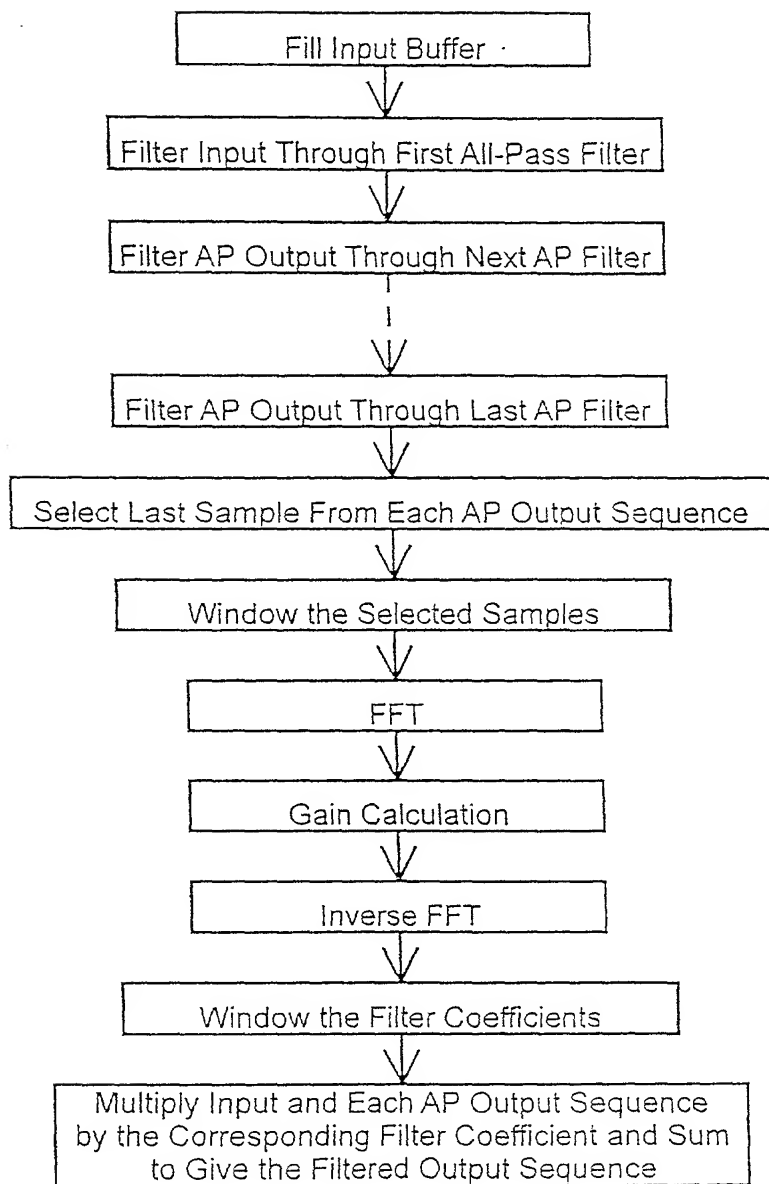 Fill Input Buffer
Filter Input Through First All-Pass Filter
Filter AP Output Through Next AP Filter
Filter AP Output Through Last AP Filter
Select Last Sample From Each AP Output Sequence
Window the Selected Samples
FFT
Gain Calculation
Inverse FFT
Window the Filter Coefficients
Multiply Input and Each AP Output Sequence
by the Corresponding Filter Coefficient and Sum
to Give the Filtered Output Sequence